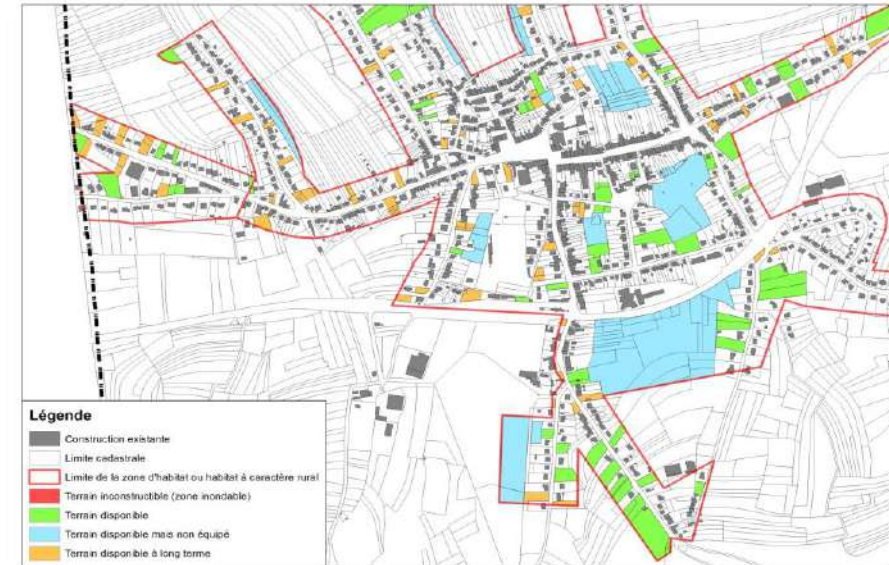 Légende
Construction existante
Limite cadastrale
Limite de la zone d'habitat ou habitat à caractère rural
Terrain inconstructible (zone inondable)
Terrain disponible
Terrain disponible mais non équipé
Terrain disponible à long terme